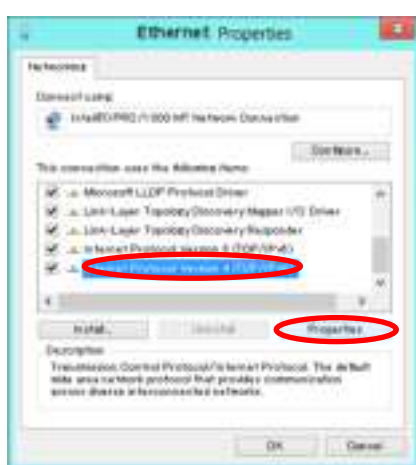 Ethernet Properties
Networking
Connect using:
Intel(R) PRO/1000 MT Network Connection
Configure...
This connection uses the following items:
Microsoft LLDP Protocol Driver
Link-Layer Topology Discovery Mapper I/O Driver
Link-Layer Topology Discovery Responder
Internet Protocol Version 6 (TCP/IPv6)
Internet Protocol Version 4 (TCP/IPv4)
Install...
Uninstall
Properties
Description
Transmission Control Protocol/Internet Protocol. The default
wide area network protocol that provides communication
across diverse interconnected networks.
OK
Cancel